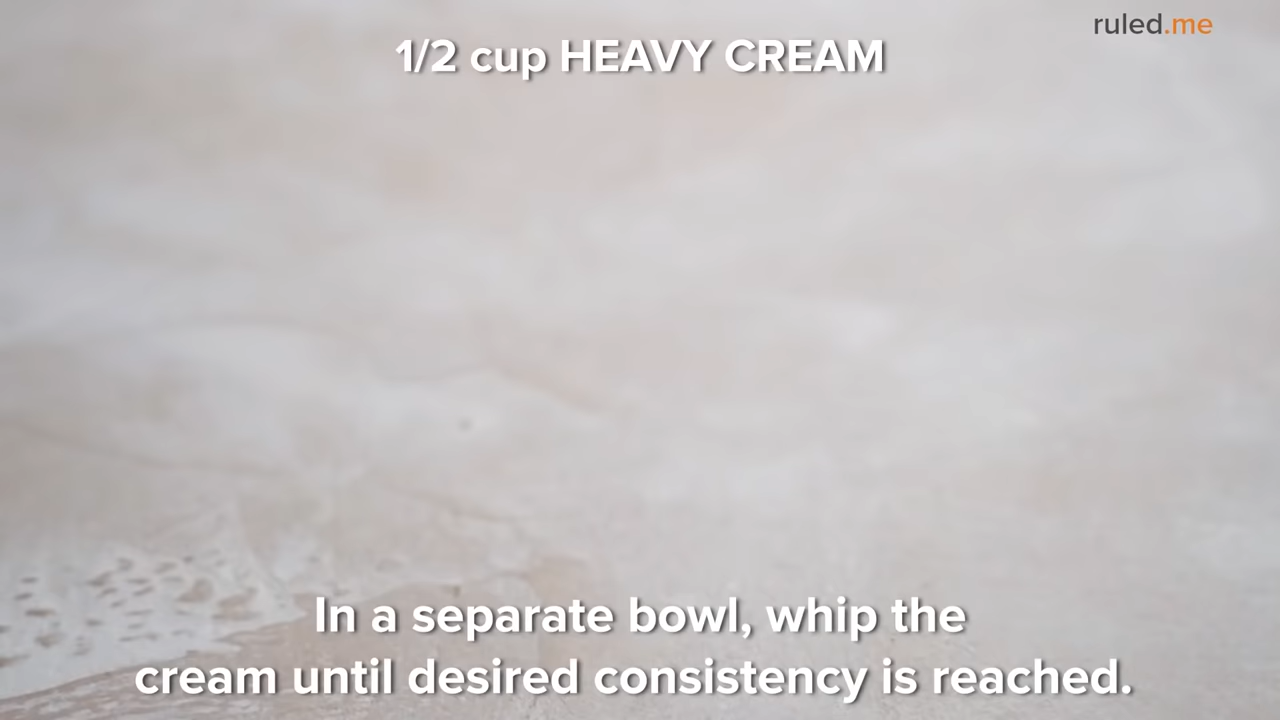 ruled.me
1/2 cup HEAVY CREAM
In a separate bowl, whip the
cream until desired consistency is reached.